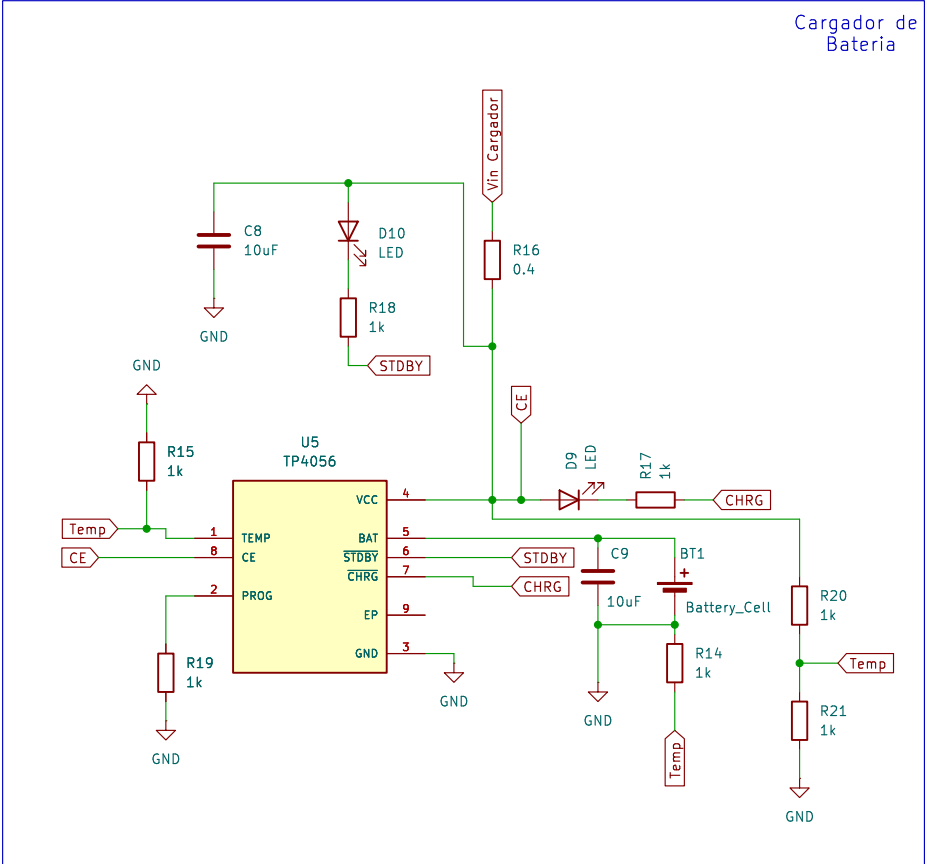 Cargador de
Bateria
Vin Cargador
C8
10uF
GND
D10
LED
R18
1k
STDBY
R16
0.4
GND
R15
1k
Temp
CE
U5
TP4056
VCC
4
CE
D9
LED
R17
1k
CHRG
1
TEMP
8
CE
2
PROG
BAT
5
STDBY
6
STDBY
CHRG
7
CHRG
EP
9
GND
3
GND
R19
1k
GND
C9
10uF
GND
BT1
+
Battery_Cell
R14
1k
Temp
R20
1k
Temp
R21
1k
GND